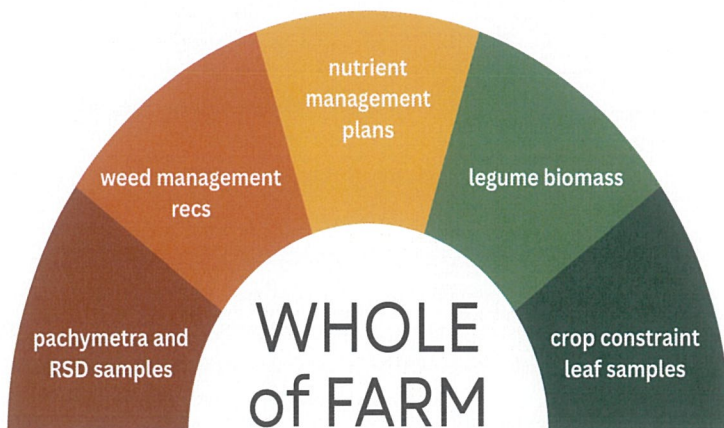 nutrient
management
plans
weed management
recs
legume biomass
pachymetra and
RSD samples
WHOLE
of FARM
crop constraint
leaf samples